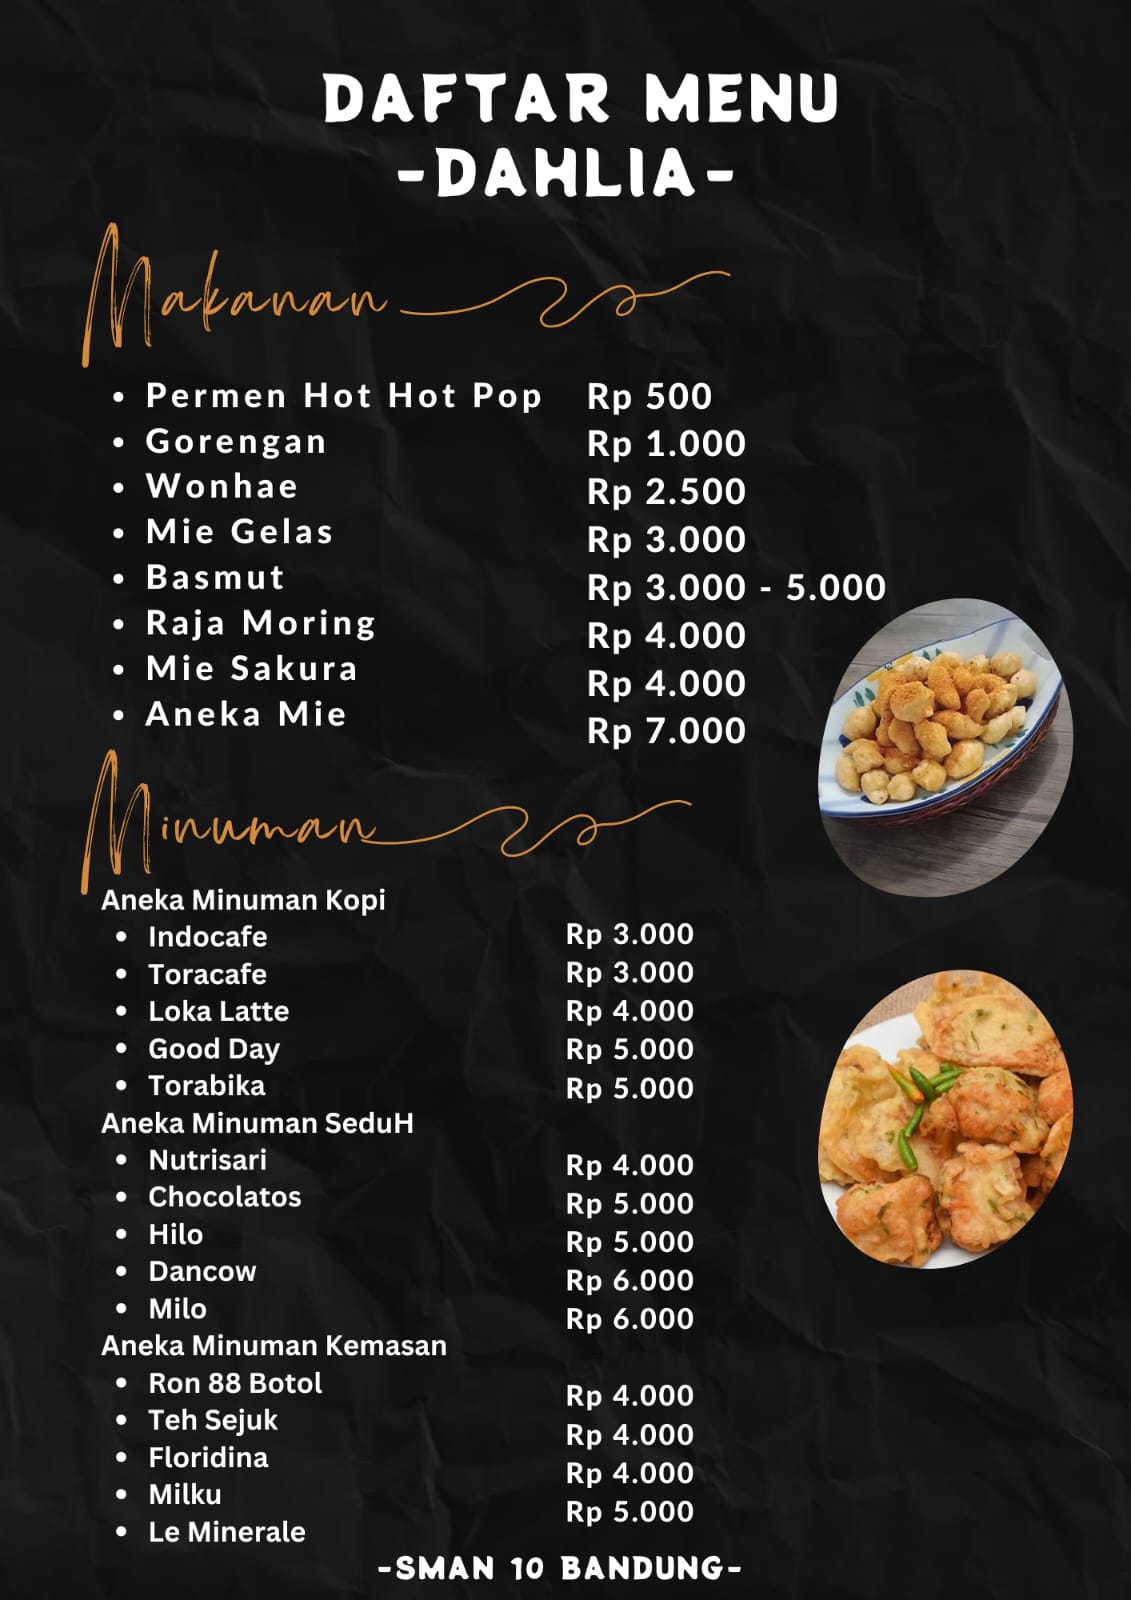 DAFTAR MENU
-DAHLIA-
Makanan
• Permen Hot Hot Pop Rp 500
• Gorengan Rp 1.000
• Wonhae Rp 2.500
• Mie Gelas Rp 3.000
• Basmut Rp 3.000 - 5.000
• Raja Moring Rp 4.000
• Mie Sakura Rp 4.000
• Aneka Mie Rp 7.000
Minuman
Aneka Minuman Kopi
• Indocafe Rp 3.000
• Toracafe Rp 3.000
• Loka Latte Rp 4.000
• Good Day Rp 5.000
• Torabika Rp 5.000
Aneka Minuman SeduH
• Nutrisari Rp 4.000
• Chocolatos Rp 5.000
• Hilo Rp 5.000
• Dancow Rp 6.000
• Milo Rp 6.000
Aneka Minuman Kemasan
• Ron 88 Botol Rp 4.000
• Teh Sejuk Rp 4.000
• Floridina Rp 4.000
• Milku Rp 5.000
• Le Minerale
-SMAN 10 BANDUNG-